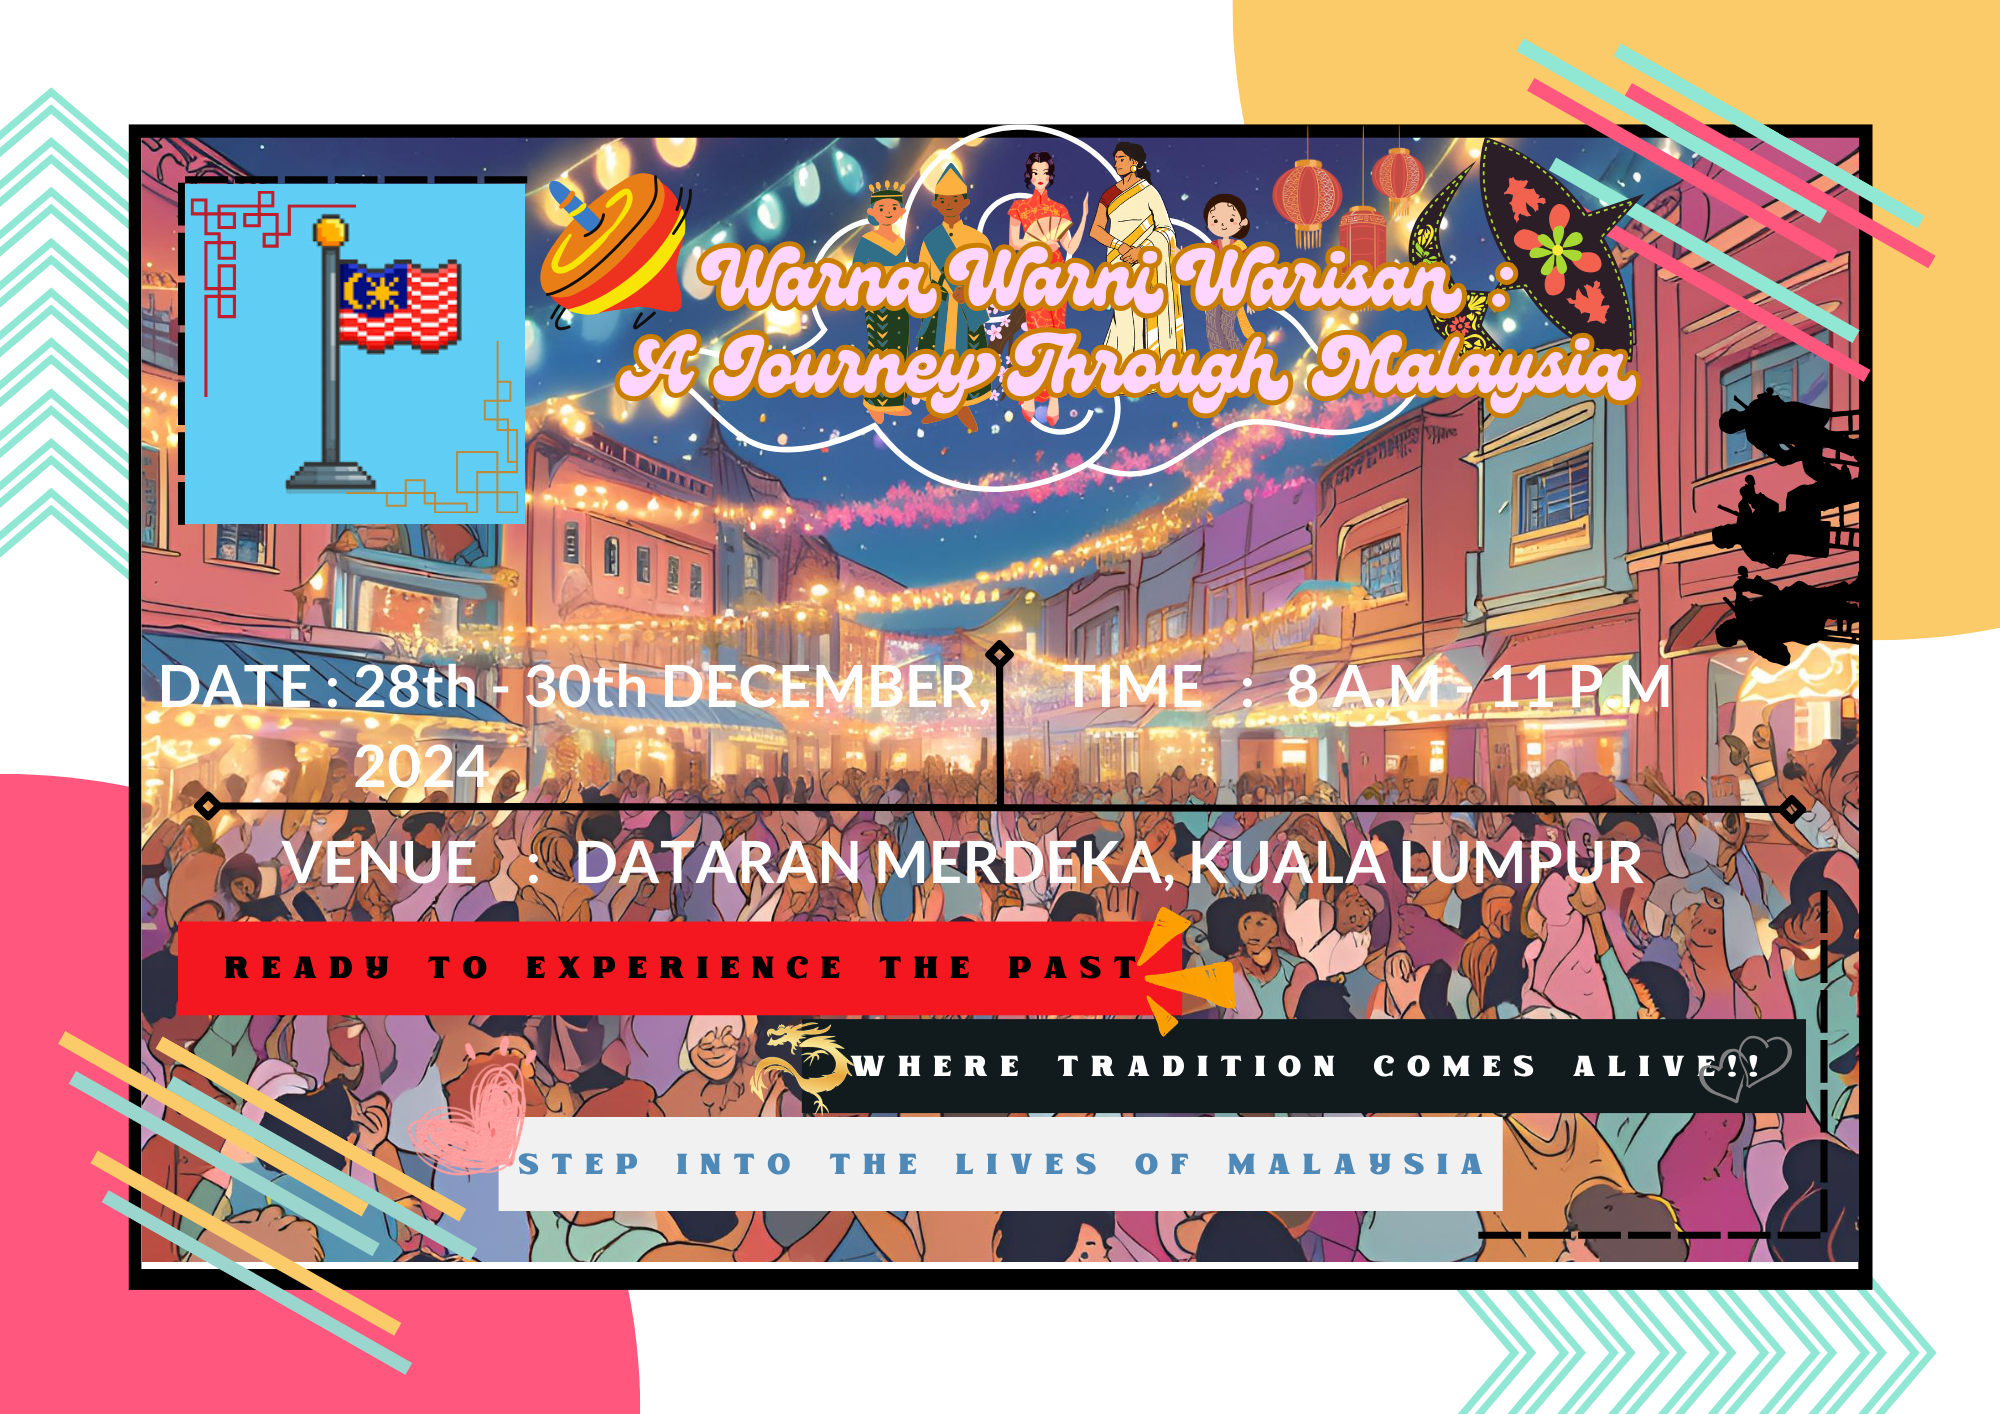 Warna Warni Warisan :
A Journey Through Malaysia
DATE : 28th - 30th DECEMBER,
2024
TIME : 8 A.M - 11 P.M
VENUE : DATARAN MERDEKA, KUALA LUMPUR
READY TO EXPERIENCE THE PAST
WHERE TRADITION COMES ALIVE!!
STEP INTO THE LIVES OF MALAYSIA